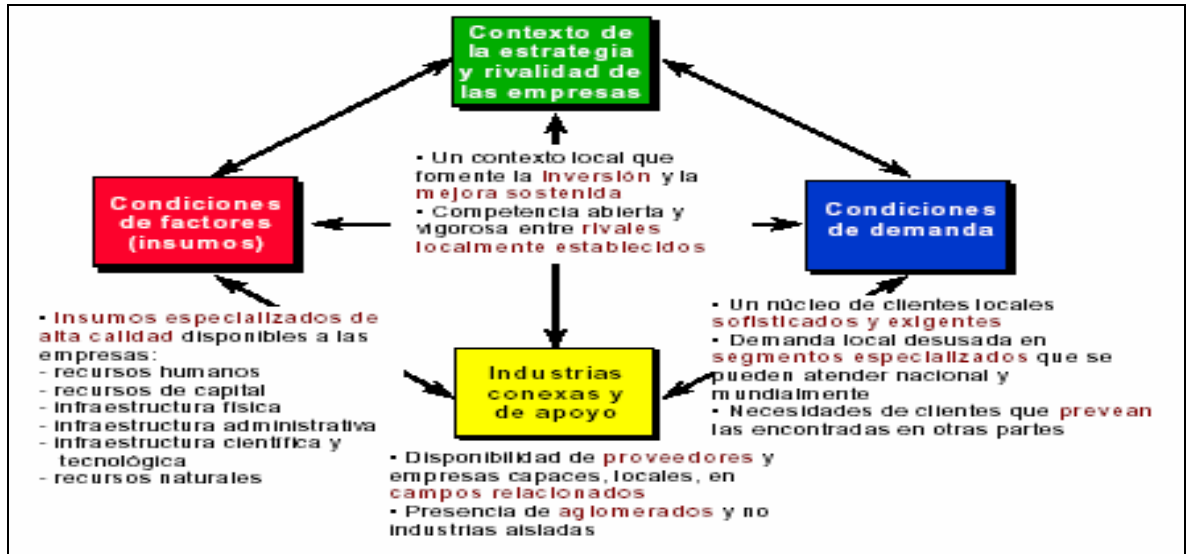 Contexto de
la estrategia
y rivalidad de
las empresas
▪ Un contexto local que
fomente la inversión y la
mejora sostenida
▪ Competencia abierta y
vigorosa entre rivales
localmente establecidos
Condiciones
de factores
(insumos)
Condiciones
de demanda
▪ Insumos especializados de
alta calidad disponibles a las
empresas:
- recursos humanos
- recursos de capital
- infraestructura física
- infraestructura administrativa
- infraestructura científica y
tecnológica
- recursos naturales
Industrias
conexas y
de apoyo
▪ Un núcleo de clientes locales
sofisticados y exigentes
▪ Demanda local desusada en
segmentos especializados que se
pueden atender nacional y
mundialmente
▪ Necesidades de clientes que prevean
las encontradas en otras partes
▪ Disponibilidad de proveedores y
empresas capaces, locales, en
campos relacionados
▪ Presencia de aglomerados y no
industrias aisladas